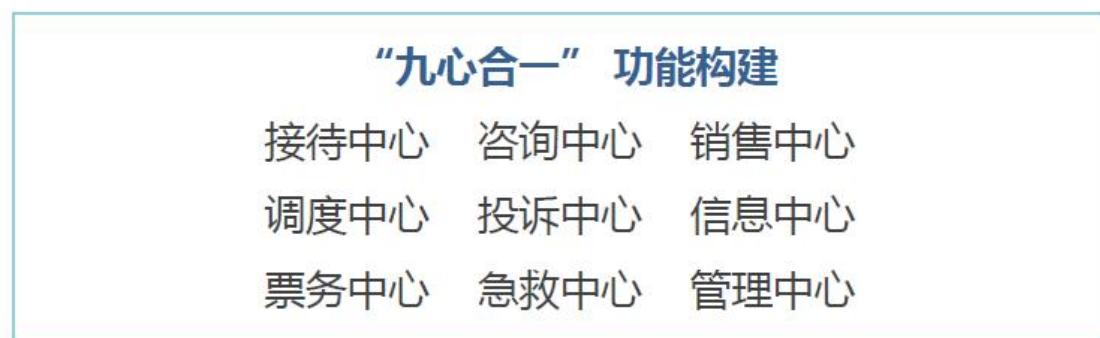 “九心合一” 功能构建
接待中心 咨询中心 销售中心
调度中心 投诉中心 信息中心
票务中心 急救中心 管理中心